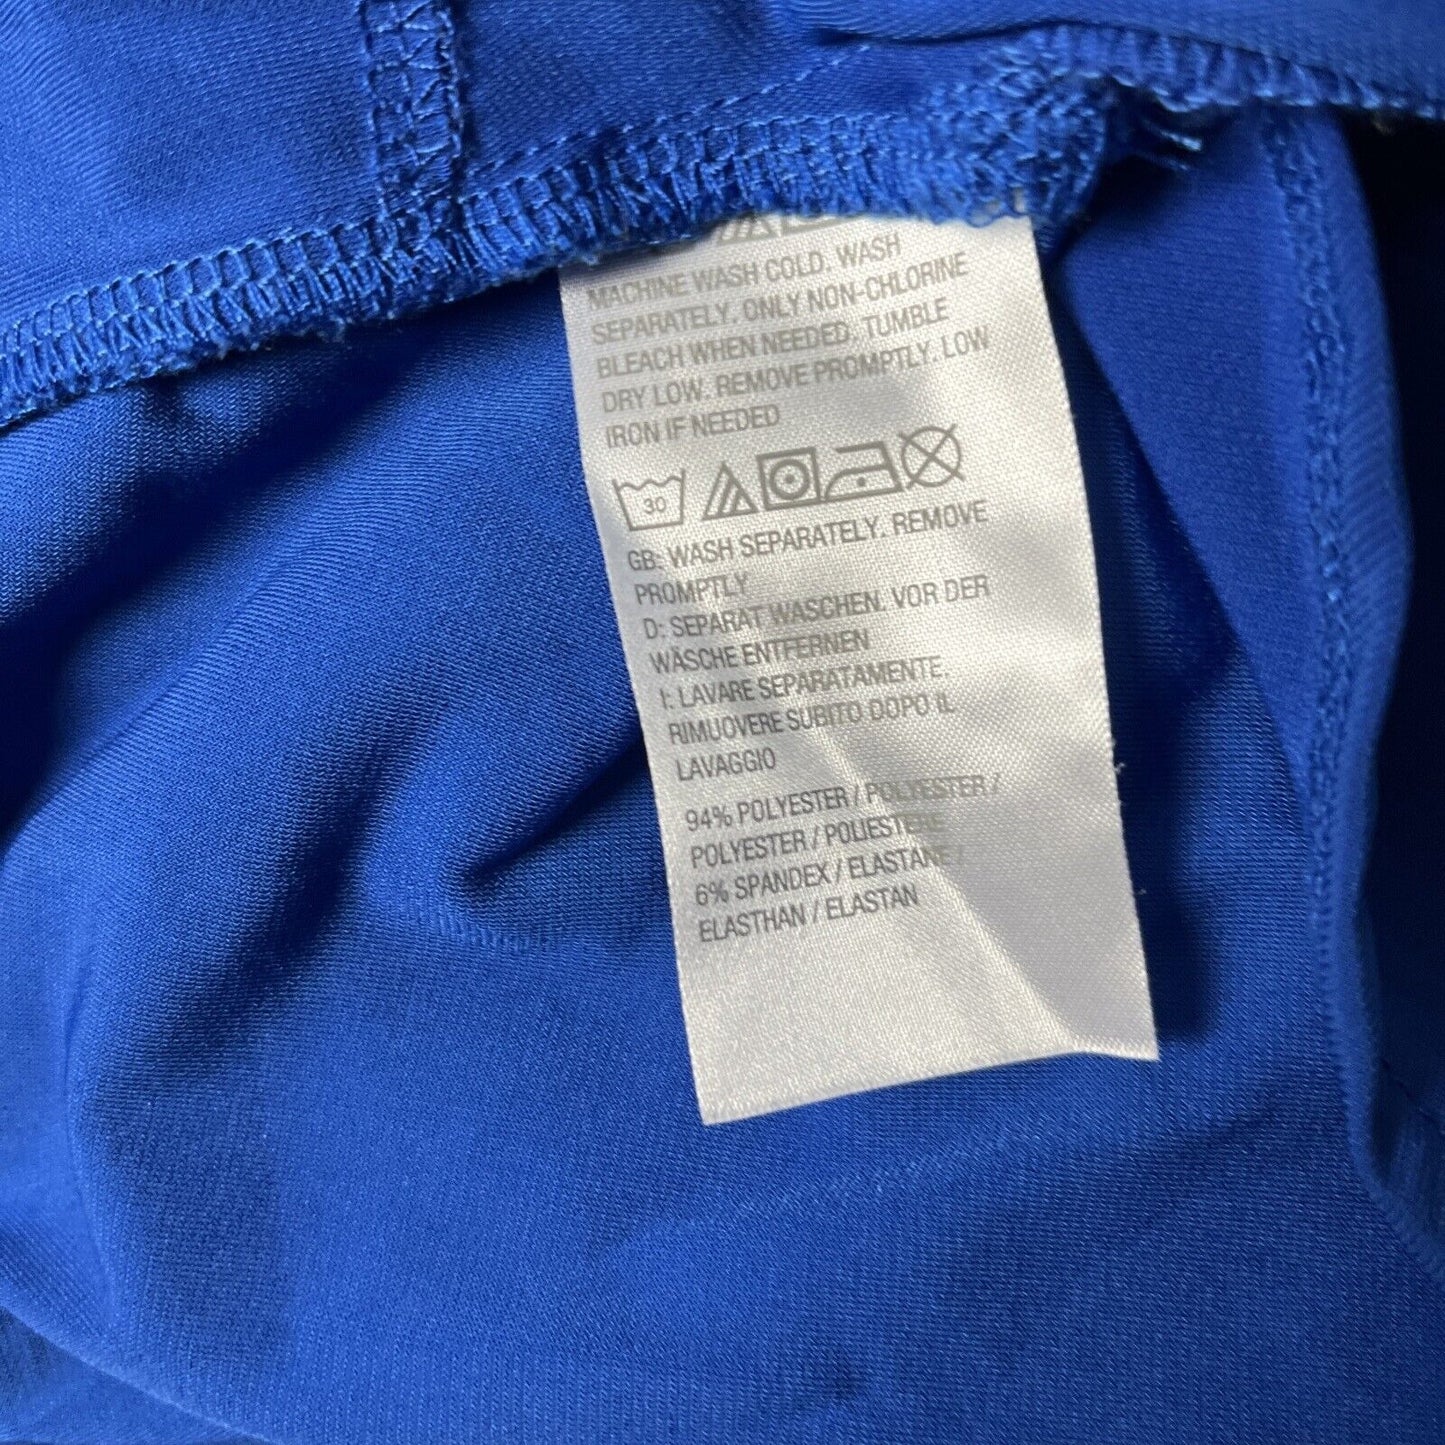 MACHINE WASH COLD. WASH
SEPARATELY. ONLY NON-CHLORINE
BLEACH WHEN NEEDED, TUMBLE
DRY LOW. REMOVE PROMPTLY. LOW
IRON IF NEEDED
30
GB: WASH SEPARATELY. REMOVE
PROMPTLY
D: SEPARAT WASCHEN. VOR DER
WÄSCHE ENTFERNEN
I: LAVARE SEPARATAMENTE.
RIMUOVERE SUBITO DOPO IL
LAVAGGIO
94% POLYESTER / POLYESTER /
POLYESTER / POLIESTERE
6% SPANDEX / ELASTANE /
ELASTHAN / ELASTAN